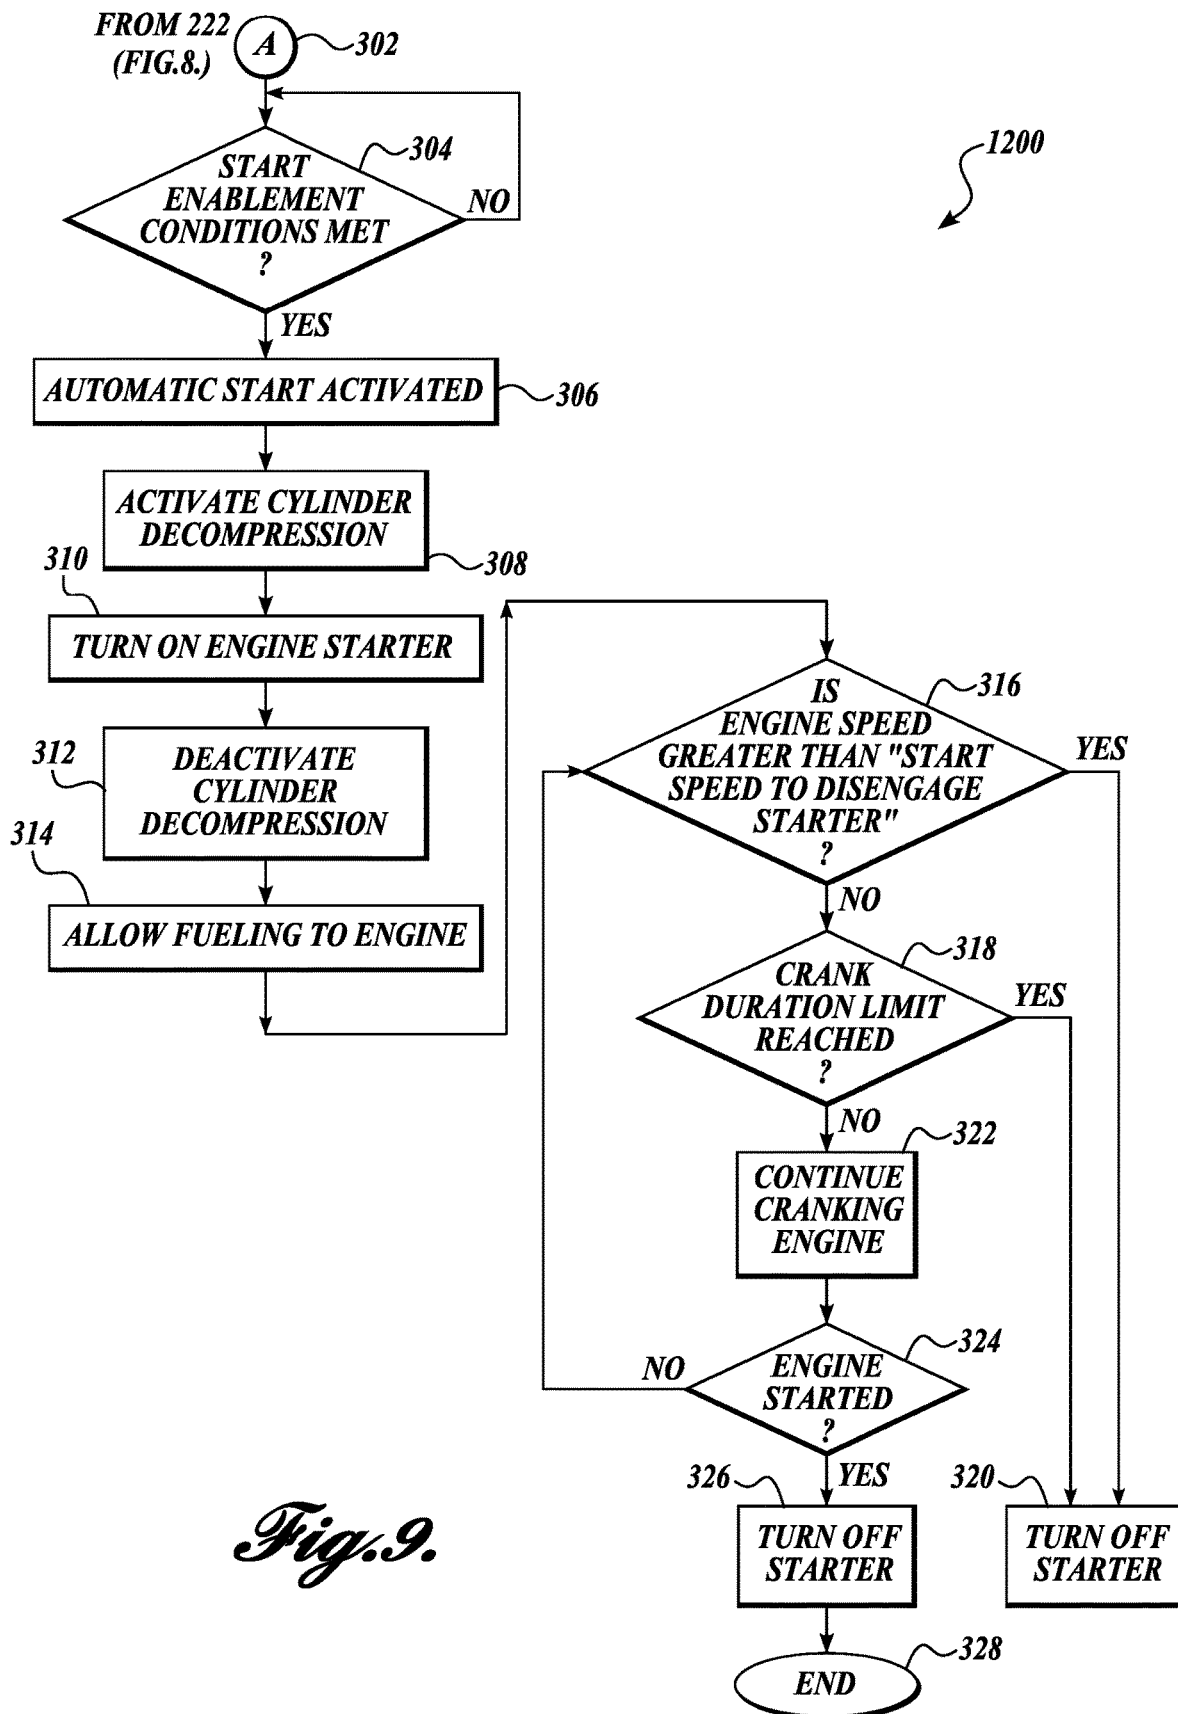 FROM 222
(FIG.8.)
A
302
1200
304
START
ENABLEMENT
CONDITIONS MET
?
NO
YES
AUTOMATIC START ACTIVATED
306
ACTIVATE CYLINDER
DECOMPRESSION
308
310
TURN ON ENGINE STARTER
312
DEACTIVATE
CYLINDER
DECOMPRESSION
314
ALLOW FUELING TO ENGINE
316
IS
ENGINE SPEED
GREATER THAN "START
SPEED TO DISENGAGE
STARTER"
?
YES
NO
318
CRANK
DURATION LIMIT
REACHED
?
YES
NO
322
CONTINUE
CRANKING
ENGINE
324
ENGINE
STARTED
?
NO
YES
326
TURN OFF
STARTER
320
TURN OFF
STARTER
END
328
Fig.9.